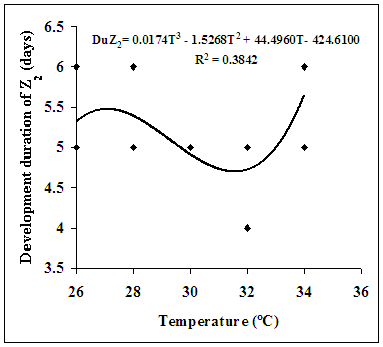 DuZ₂= 0.0174T³ - 1.5268T² + 44.4960T- 424.6100
R² = 0.3842
6.5
6
5.5
5
4.5
4
3.5
Development duration of Z₂ (days)
26 28 30 32 34 36
Temperature (°C)